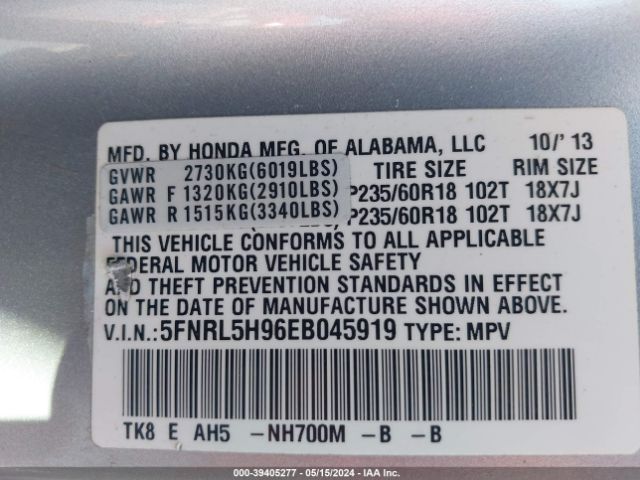 MFD. BY HONDA MFG. OF ALABAMA, LLC 10/' 13
GVWR 2730KG(6019LBS) TIRE SIZE RIM SIZE
GAWR F 1320KG(2910LBS) P235/60R18 102T 18X7J
GAWR R 1515KG(3340LBS) P235/60R18 102T 18X7J
THIS VEHICLE CONFORMS TO ALL APPLICABLE
FEDERAL MOTOR VEHICLE SAFETY
AND THEFT PREVENTION STANDARDS IN EFFECT
ON THE DATE OF MANUFACTURE SHOWN ABOVE.
V.I.N.: 5FNRL5H96EB045919 TYPE: MPV
TK8 E AH5 -NH700M -B -B
© - 39405277 - 05/15/2024 - IAA Inc.